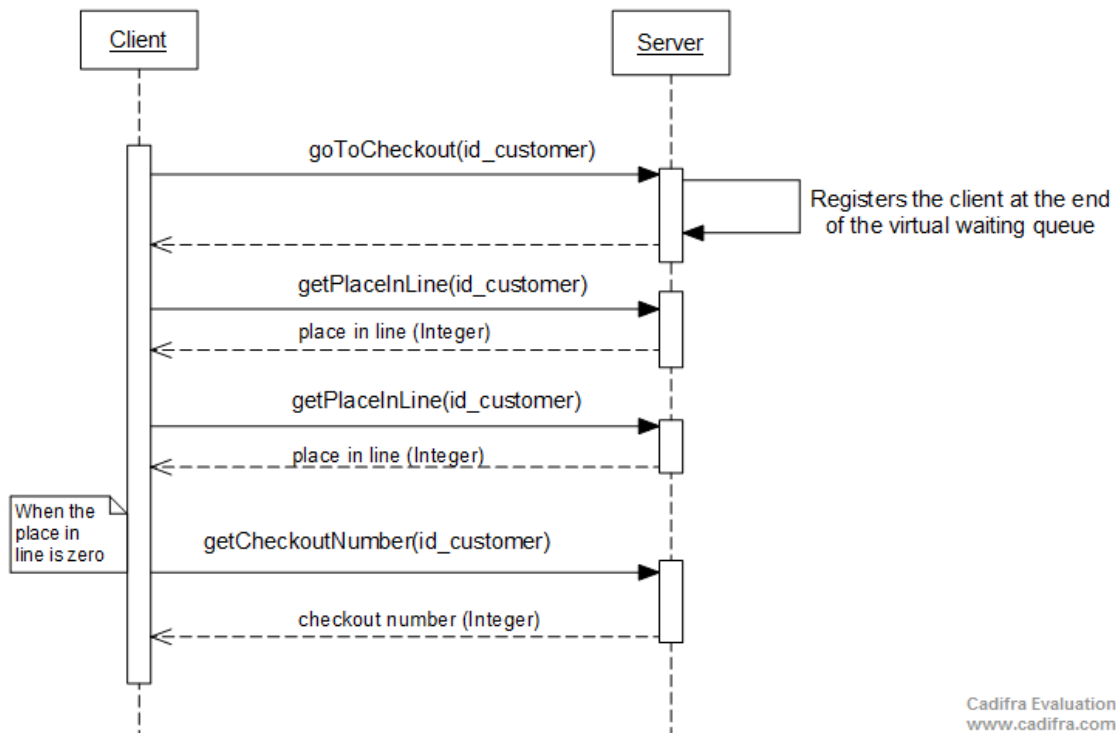 Client
Server
goToCheckout(id_customer)
Registers the client at the end
of the virtual waiting queue
getPlaceInLine(id_customer)
place in line (Integer)
getPlaceInLine(id_customer)
place in line (Integer)
When the
place in
line is zero
getCheckoutNumber(id_customer)
checkout number (Integer)
Cadifra Evaluation
www.cadifra.com